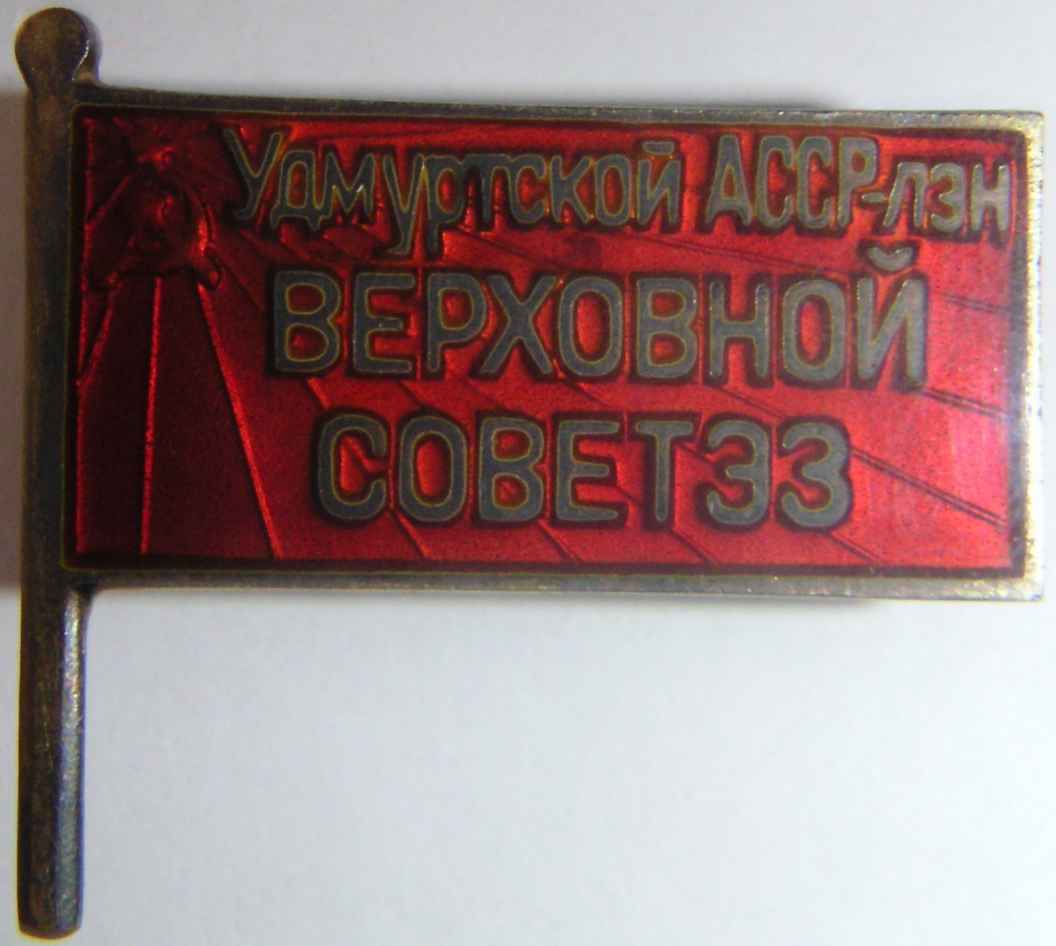 Удмуртской АССР-лэн
ВЕРХОВНОЙ
СОВЕТЭЗ